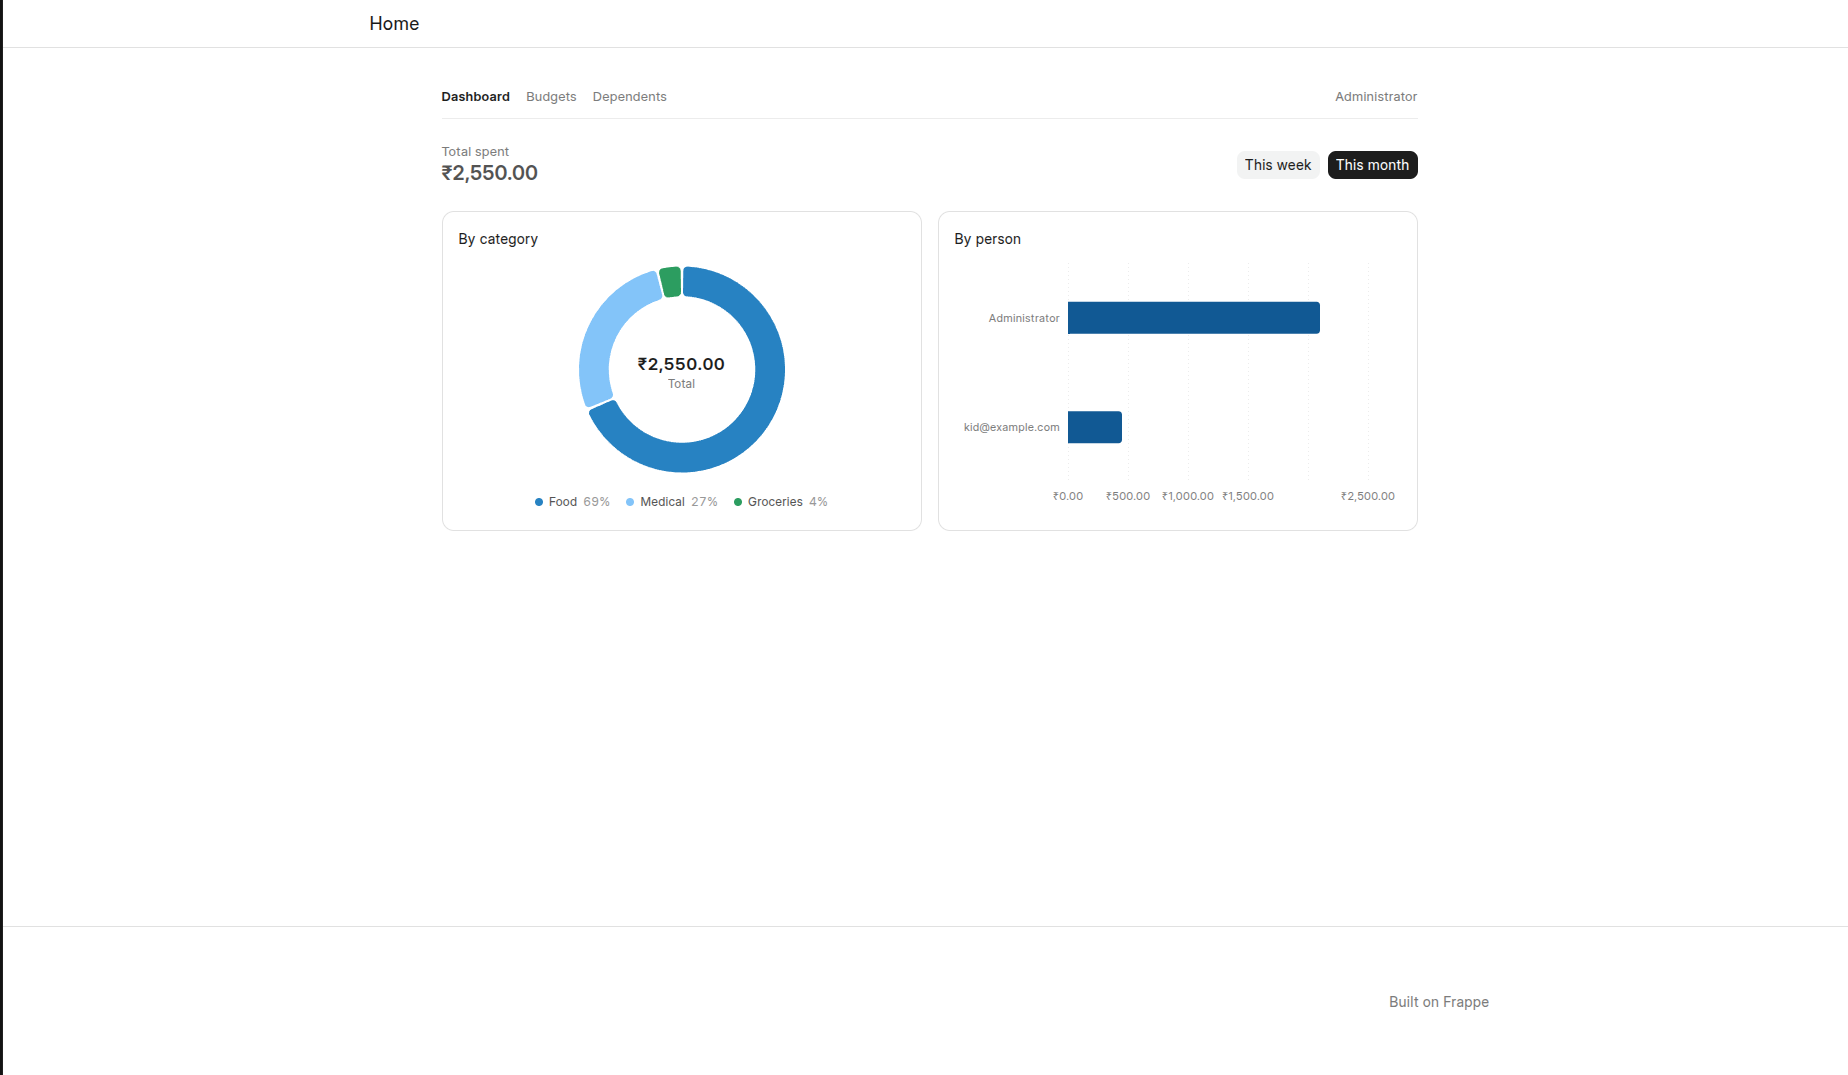 Home
Dashboard Budgets Dependents Administrator
Total spent
₹2,550.00
This week This month
By category
₹2,550.00
Total
Food 69% Medical 27% Groceries 4%
By person
Administrator
kid@example.com
₹0.00 ₹500.00 ₹1,000.00 ₹1,500.00 ₹2,500.00
Built on Frappe